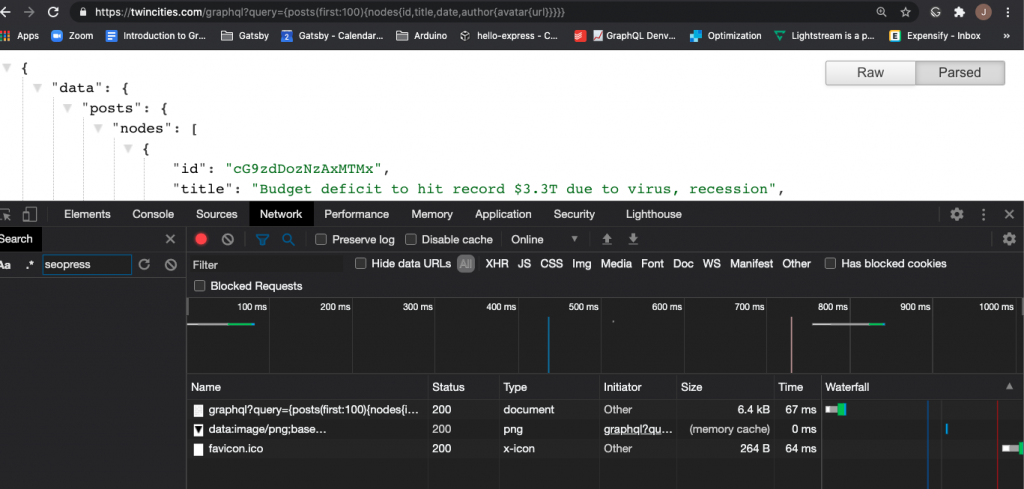 https://twincities.com/graphql?query={posts(first:100){nodes{id,title,date,author{avatar{url}}}}}
J
Apps Zoom Introduction to Gr... Gatsby Gatsby - Calendar... Arduino hello-express - C... GraphQL Denv... Optimization Lightstream is a p... Expensify - Inbox »
Raw Parsed
{
"data": {
"posts": {
"nodes": [
{
"id": "cG9zdDozNzAxMTMx",
"title": "Budget deficit to hit record $3.3T due to virus, recession",
Elements Console Sources Network Performance Memory Application Security Lighthouse
Search Preserve log Disable cache Online
Aa .* seopress
Filter Hide data URLs All XHR JS CSS Img Media Font Doc WS Manifest Other Has blocked cookies
Blocked Requests
100 ms 200 ms 300 ms 400 ms 500 ms 600 ms 700 ms 800 ms 900 ms 1000 ms
Name Status Type Initiator Size Time Waterfall
graphql?query={posts(first:100){nodes{i... 200 document Other 6.4 kB 67 ms
data:image/png;base... 200 png graphql?qu... (memory cache) 0 ms
favicon.ico 200 x-icon Other 264 B 64 ms